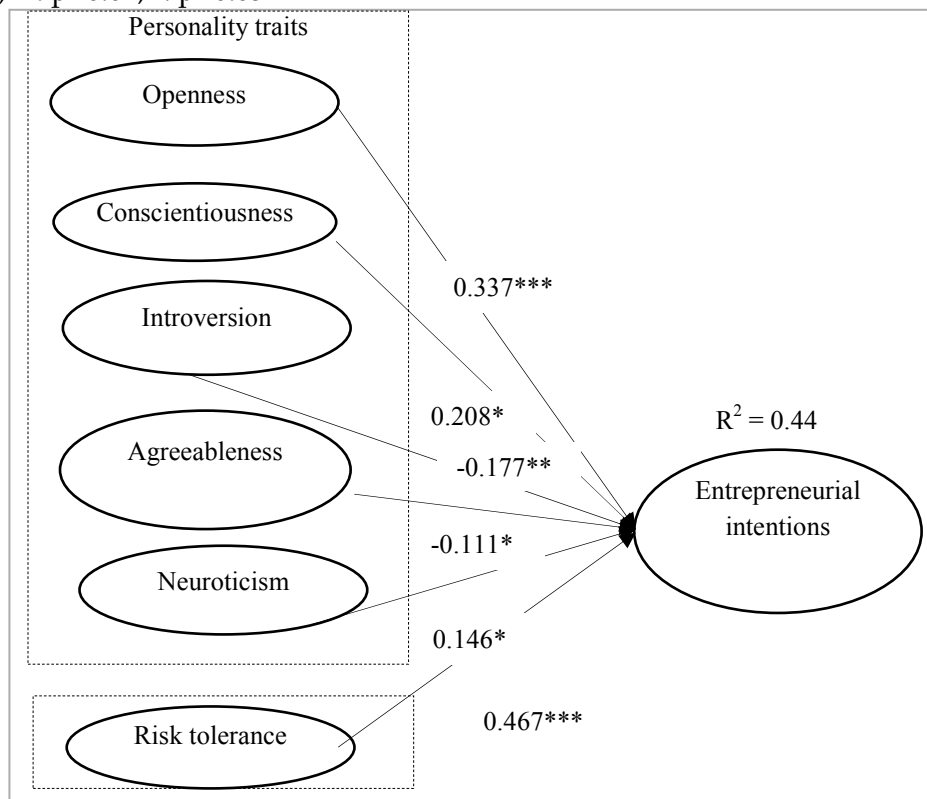 Personality traits
Openness
Conscientiousness
0.337***
Introversion
0.208*
R² = 0.44
Agreeableness
-0.177**
Entrepreneurial
intentions
-0.111*
Neuroticism
0.146*
Risk tolerance
0.467***